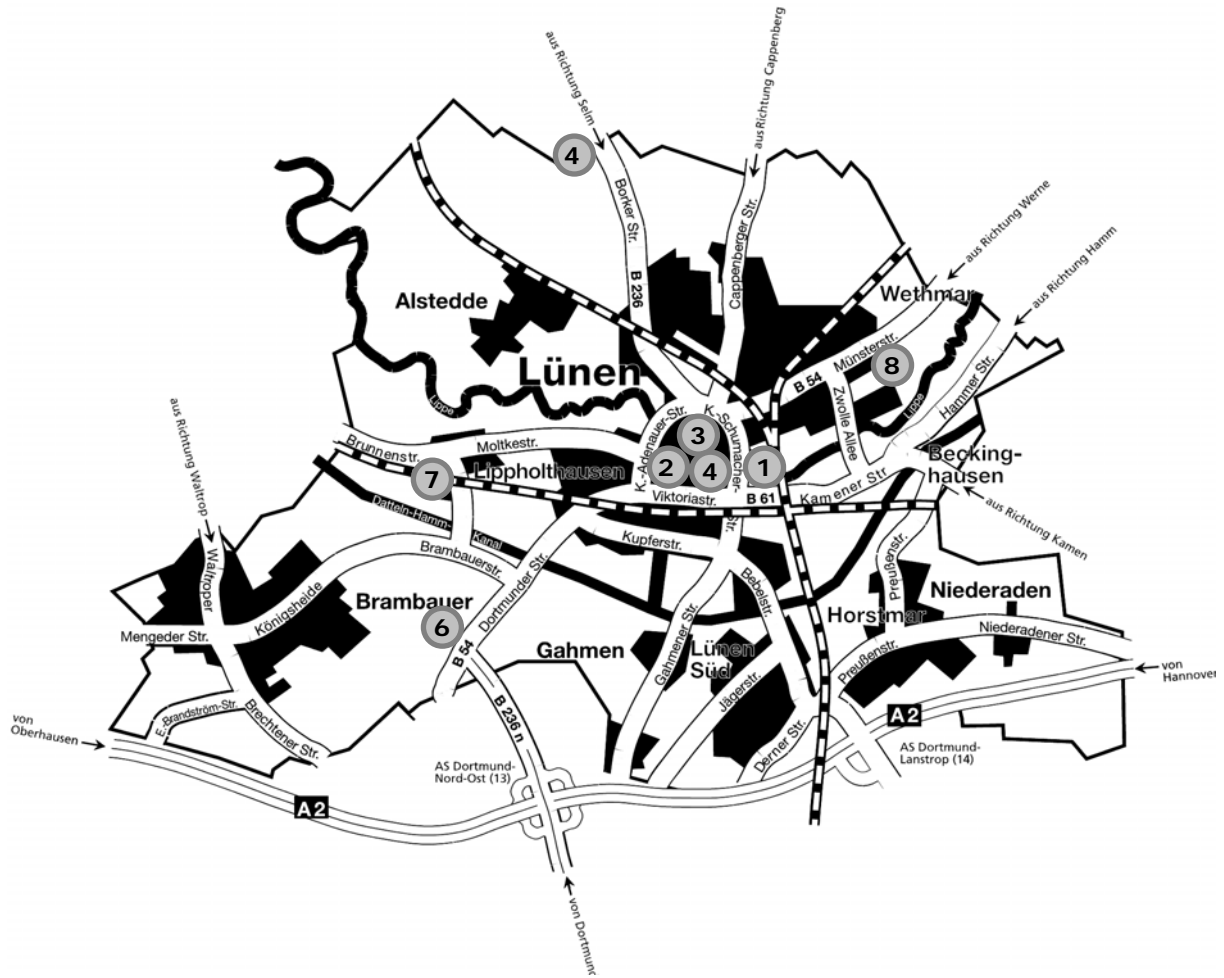 aus Richtung Selm
aus Richtung Cappenberg
4
Borker Str.
B 236
Cappenberger Str.
aus Richtung Werne
aus Richtung Hamm
Alstedde
Wethmar
Lünen
Münsterstr.
B 54
8
Zwolle Allee
Lippe
Hammer Str.
Lippe
aus Richtung Waltrop
Brunnenstr.
Moltkestr.
K.-Adenauer-Str.
K.-Schumacher-
Str.
3
2
4
1
Lippholthausen
7
Viktoriastr.
B 61
Kamener Str
Becking-
hausen
aus Richtung Kamen
Datteln-Hamm-
Kanal
Kupferstr.
Brambauerstr.
Dortmunder Str.
Waltroper
Königsheide
Mengeder Str.
Brambauer
6
B 54
Gahmen
Gahmener Str.
Lünen
Süd
Bebelstr.
Jägerstr.
Horstmar
Preußenstr.
Niederaden
Niederadener Str.
Preußenstr.
von
Hannover
E.-Brandström-Str.
Brechtener Str.
von
Oberhausen
B 236 n
Derner Str.
A2
AS Dortmund-
Lanstrop (14)
AS Dortmund-
Nord-Ost (13)
A2
von Dortmund